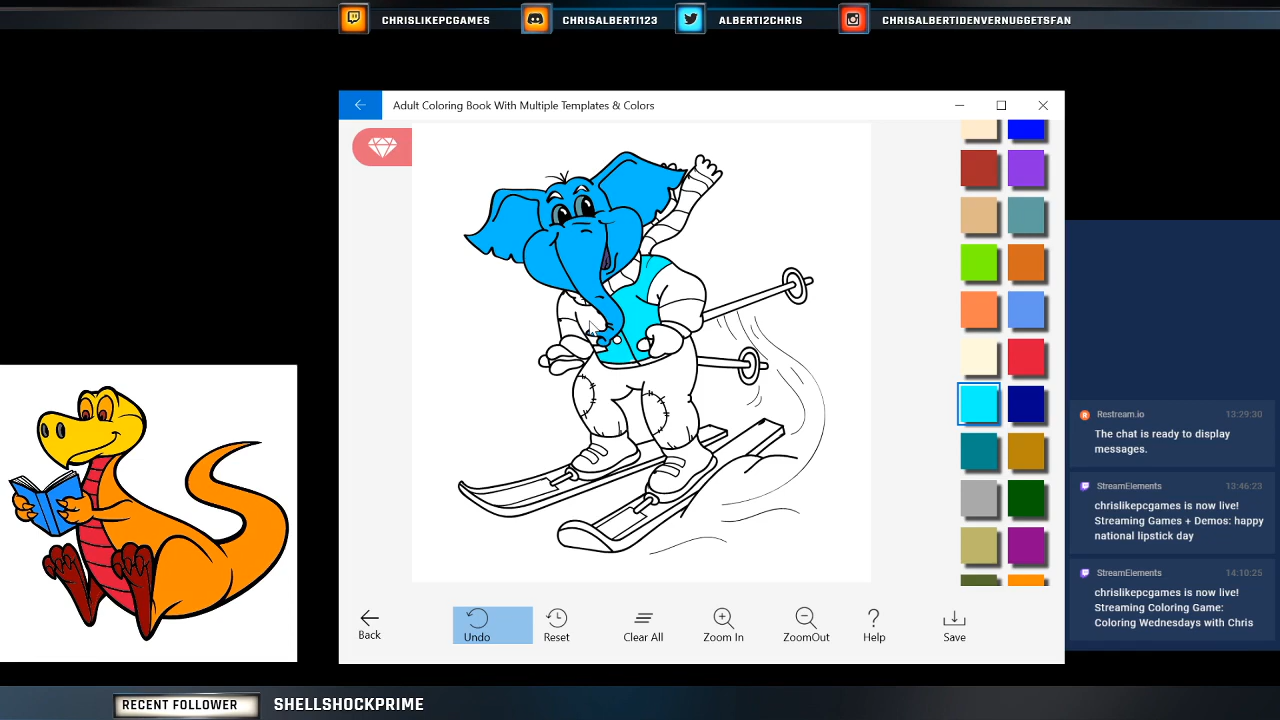 CHRISLIKEPCGAMES CHRISALBERTI123 ALBERTI2CHRIS CHRISALBERTIDENVERNUGGETSFAN
Adult Coloring Book With Multiple Templates & Colors
Restream.io 13:29:30
The chat is ready to display
messages.
StreamElements 13:46:23
chrislikepcgames is now live!
Streaming Games + Demos: happy
national lipstick day
StreamElements 14:10:25
chrislikepcgames is now live!
Streaming Coloring Game:
Coloring Wednesdays with Chris
Back Undo Reset Clear All Zoom In ZoomOut Help Save
RECENT FOLLOWER SHELLSHOCKPRIME